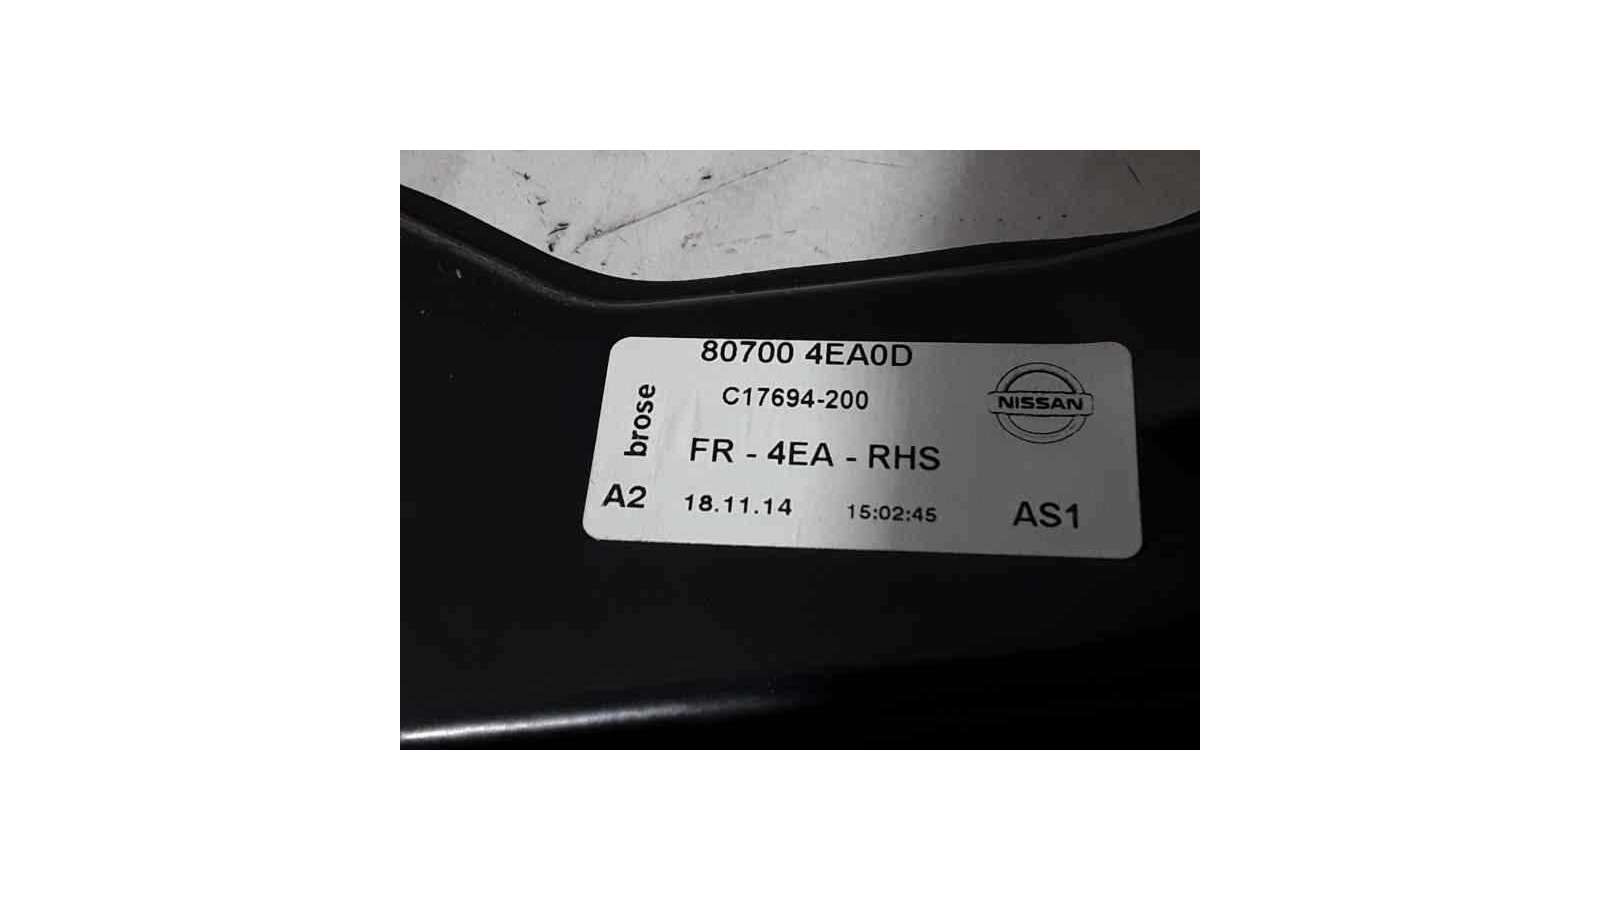 80700 4EA0D
C17694-200
NISSAN
brose
FR - 4EA - RHS
A2 18.11.14 15:02:45 AS1